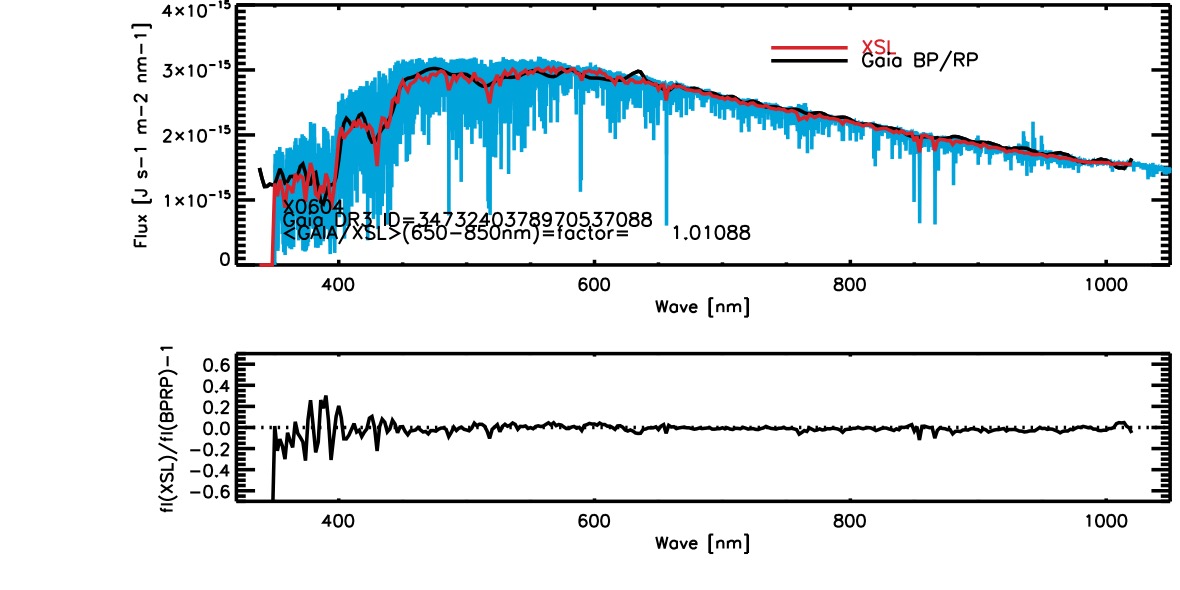 4×10−15
3×10−15
2×10−15
1×10−15
0
Flux [J s−1 m−2 nm−1]
XSL
Gaia BP/RP
X0604
Gaia DR3 ID=3473240378970537088
<GAIA/XSL>(650−850nm)=factor= 1.01088
400 600 800 1000
Wave [nm]
0.6
0.4
0.2
0.0
−0.2
−0.4
−0.6
fl(XSL)/fl(BPRP)−1
400 600 800 1000
Wave [nm]